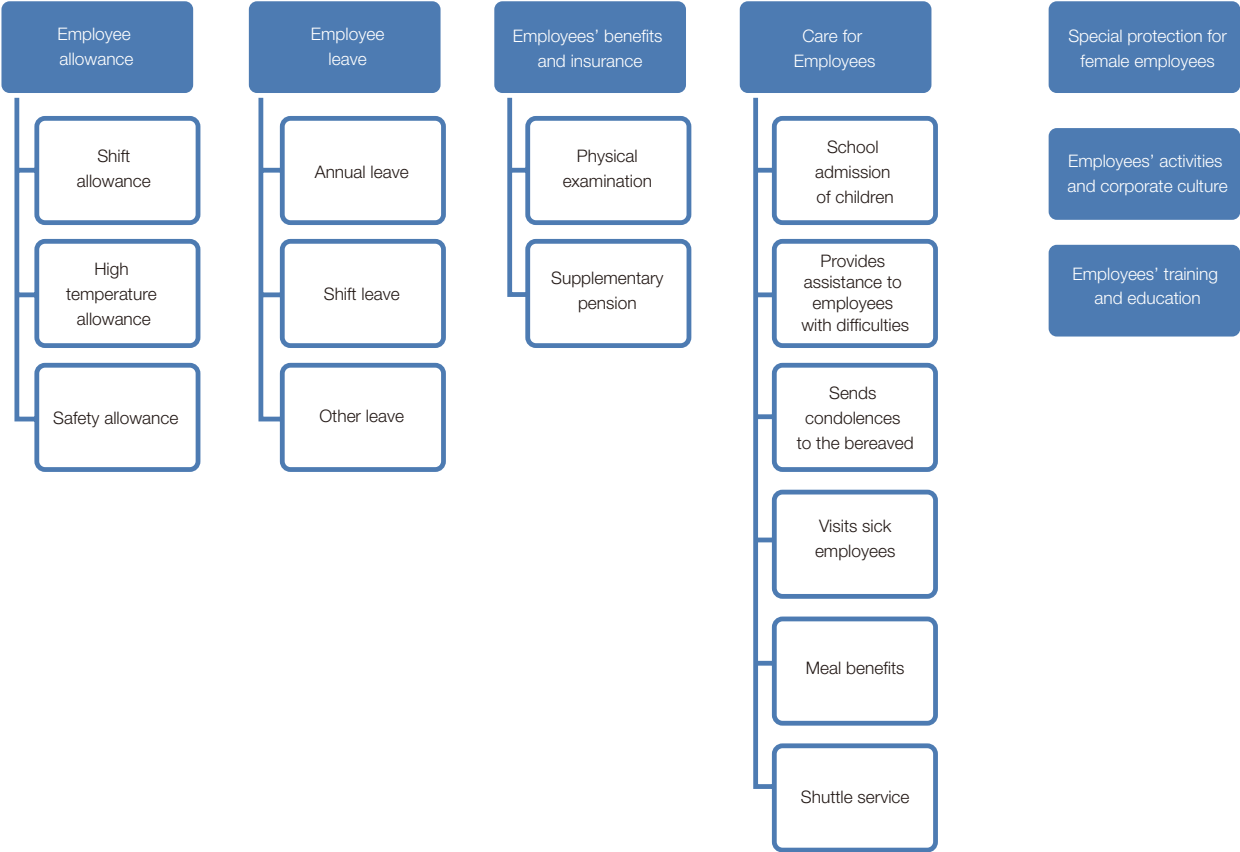 Employee
allowance
Shift
allowance
High
temperature
allowance
Safety allowance
Employee
leave
Annual leave
Shift leave
Other leave
Employees’ benefits
and insurance
Physical
examination
Supplementary
pension
Care for
Employees
School
admission
of children
Provides
assistance to
employees
with difficulties
Sends
condolences
to the bereaved
Visits sick
employees
Meal benefits
Shuttle service
Special protection for
female employees
Employees’ activities
and corporate culture
Employees’ training
and education